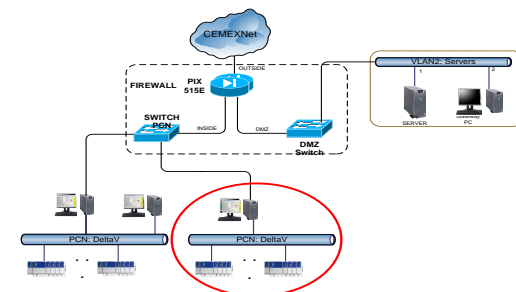 CEMEXNet
OUTSIDE
FIREWALL
PIX
515E
SWITCH
PCN
INSIDE
DMZ
DMZ
Switch
VLAN2: Servers
1
2
SERVER
Gateway
PC
PCN: DeltaV
PCN: DeltaV